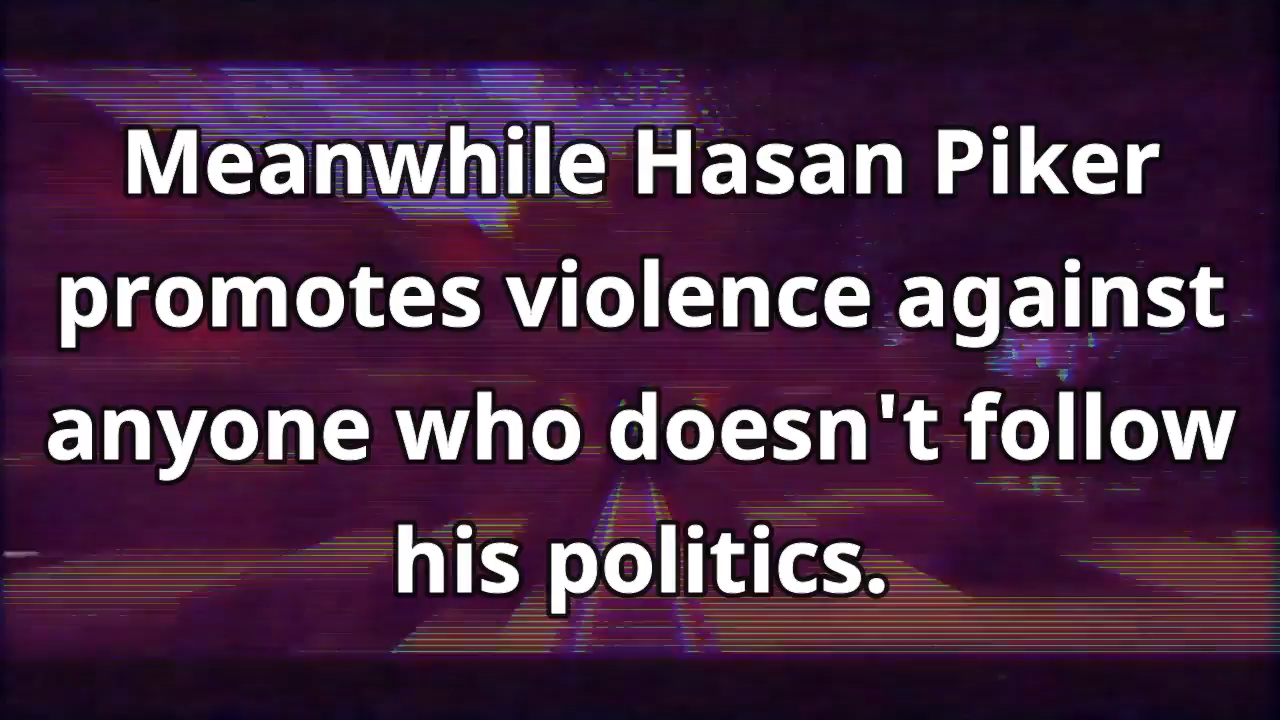 Meanwhile Hasan Piker
promotes violence against
anyone who doesn't follow
his politics.